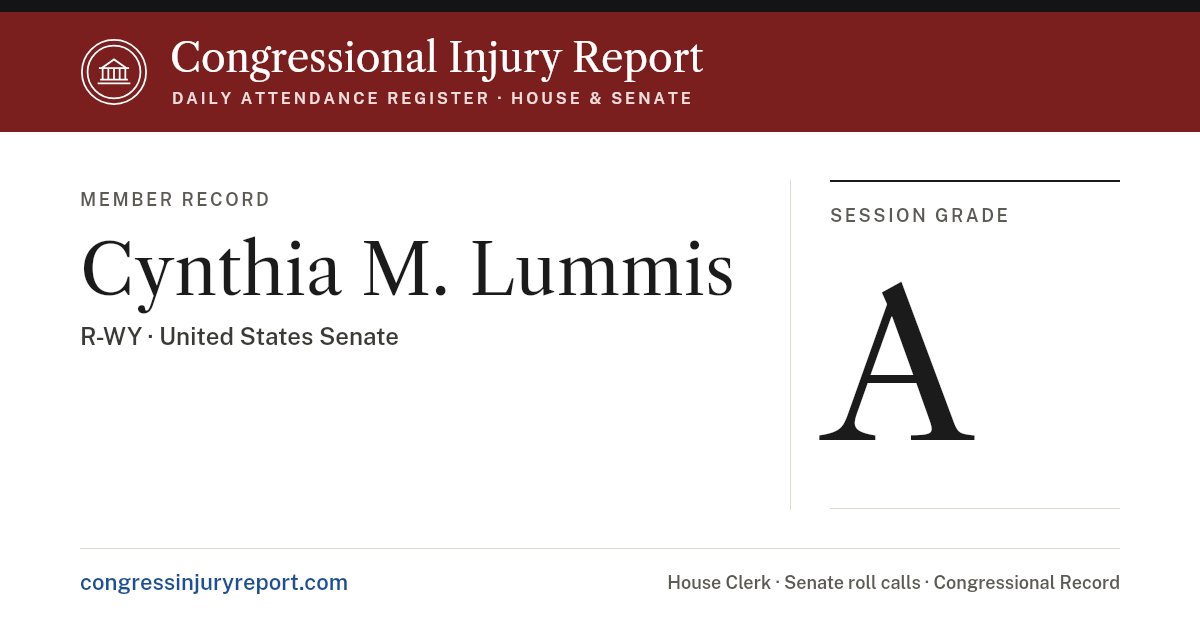 Congressional Injury Report
DAILY ATTENDANCE REGISTER · HOUSE & SENATE
MEMBER RECORD
Cynthia M. Lummis
R-WY · United States Senate
SESSION GRADE
A
congressinjuryreport.com
House Clerk · Senate roll calls · Congressional Record